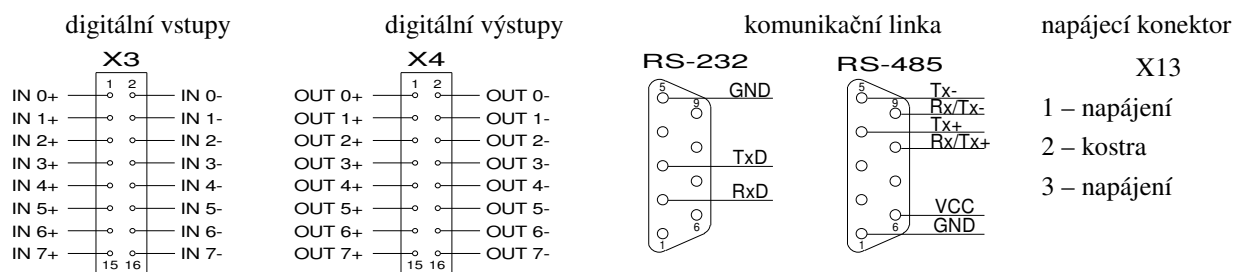 digitální vstupy
X3
1 2
IN 0+ IN 0-
IN 1+ IN 1-
IN 2+ IN 2-
IN 3+ IN 3-
IN 4+ IN 4-
IN 5+ IN 5-
IN 6+ IN 6-
IN 7+ IN 7-
15 16
digitální výstupy
X4
1 2
OUT 0+ OUT 0-
OUT 1+ OUT 1-
OUT 2+ OUT 2-
OUT 3+ OUT 3-
OUT 4+ OUT 4-
OUT 5+ OUT 5-
OUT 6+ OUT 6-
OUT 7+ OUT 7-
15 16
komunikační linka
RS-232
5
GND
9
TxD
RxD
6
1
RS-485
5
Tx-
9
Rx/Tx-
Tx+
Rx/Tx+
VCC
6
GND
1
napájecí konektor
X13
1 – napájení
2 – kostra
3 – napájení